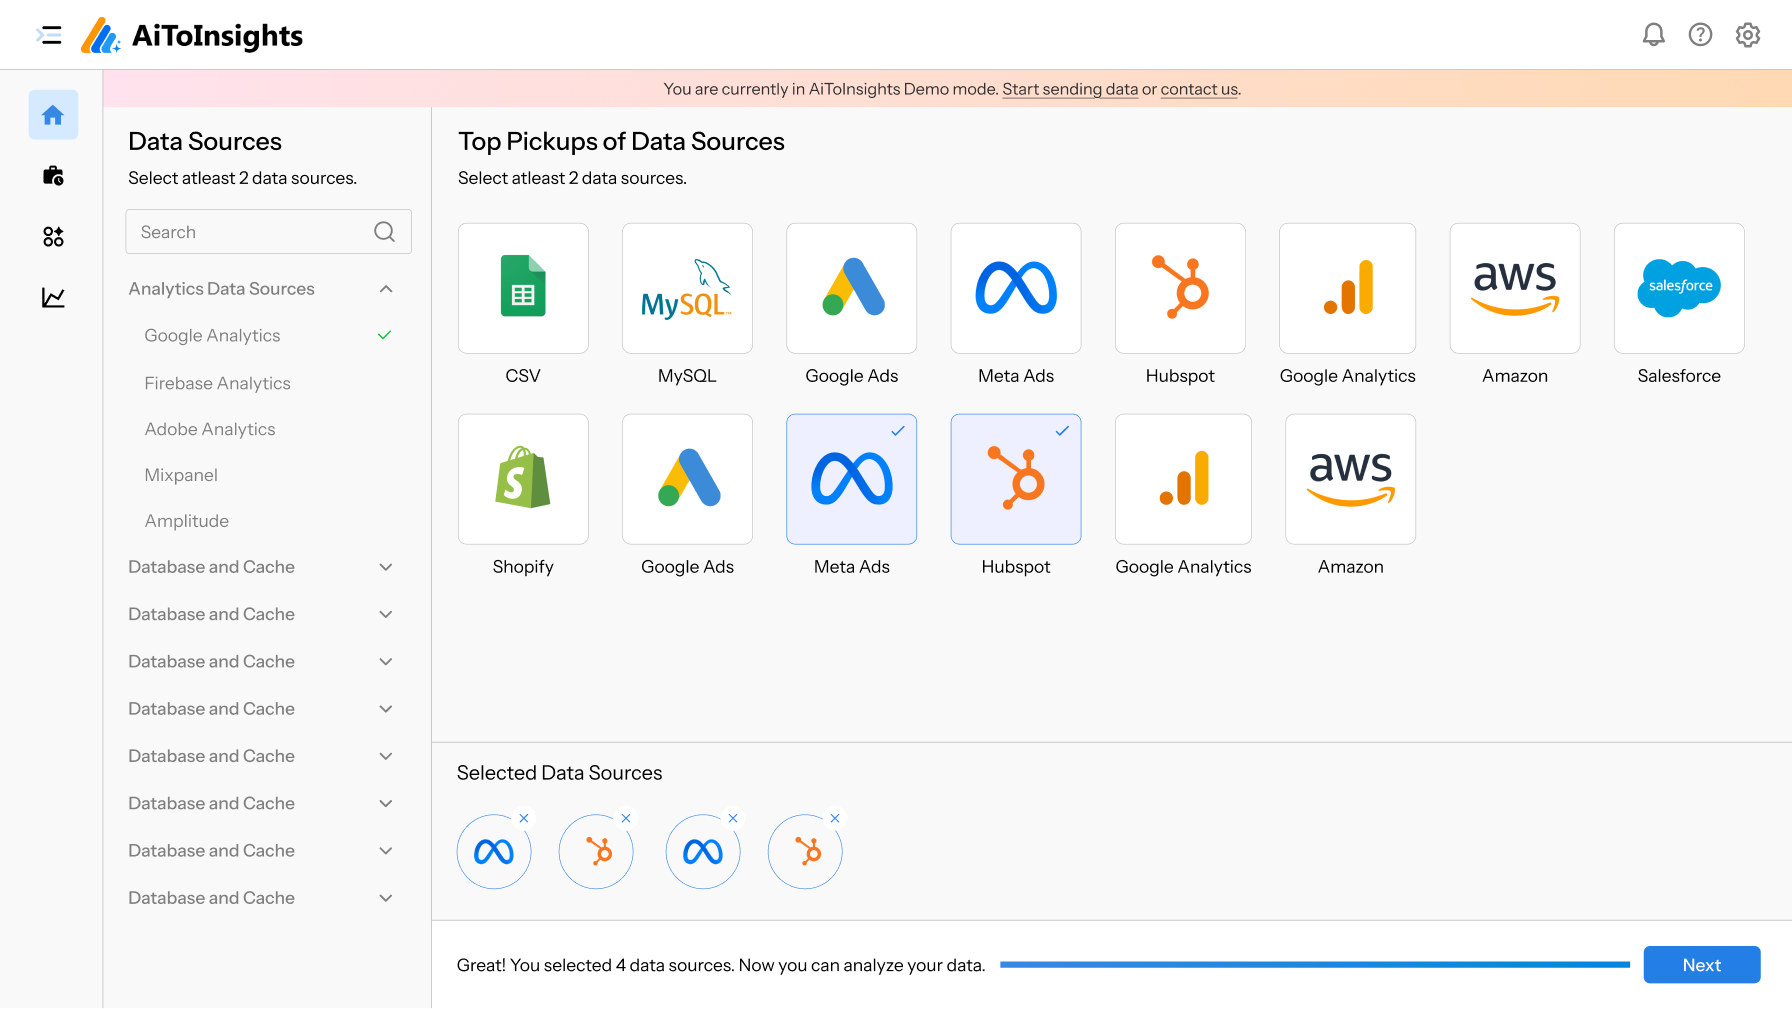 AiToInsights
You are currently in AiToInsights Demo mode. Start sending data or contact us.
Data Sources
Select atleast 2 data sources.
Search
Analytics Data Sources
Google Analytics
Firebase Analytics
Adobe Analytics
Mixpanel
Amplitude
Database and Cache
Database and Cache
Database and Cache
Database and Cache
Database and Cache
Database and Cache
Database and Cache
Database and Cache
Top Pickups of Data Sources
Select atleast 2 data sources.
MySQL
aws
salesforce
CSV MySQL Google Ads Meta Ads Hubspot Google Analytics Amazon Salesforce
aws
Shopify Google Ads Meta Ads Hubspot Google Analytics Amazon
Selected Data Sources
Great! You selected 4 data sources. Now you can analyze your data.
Next